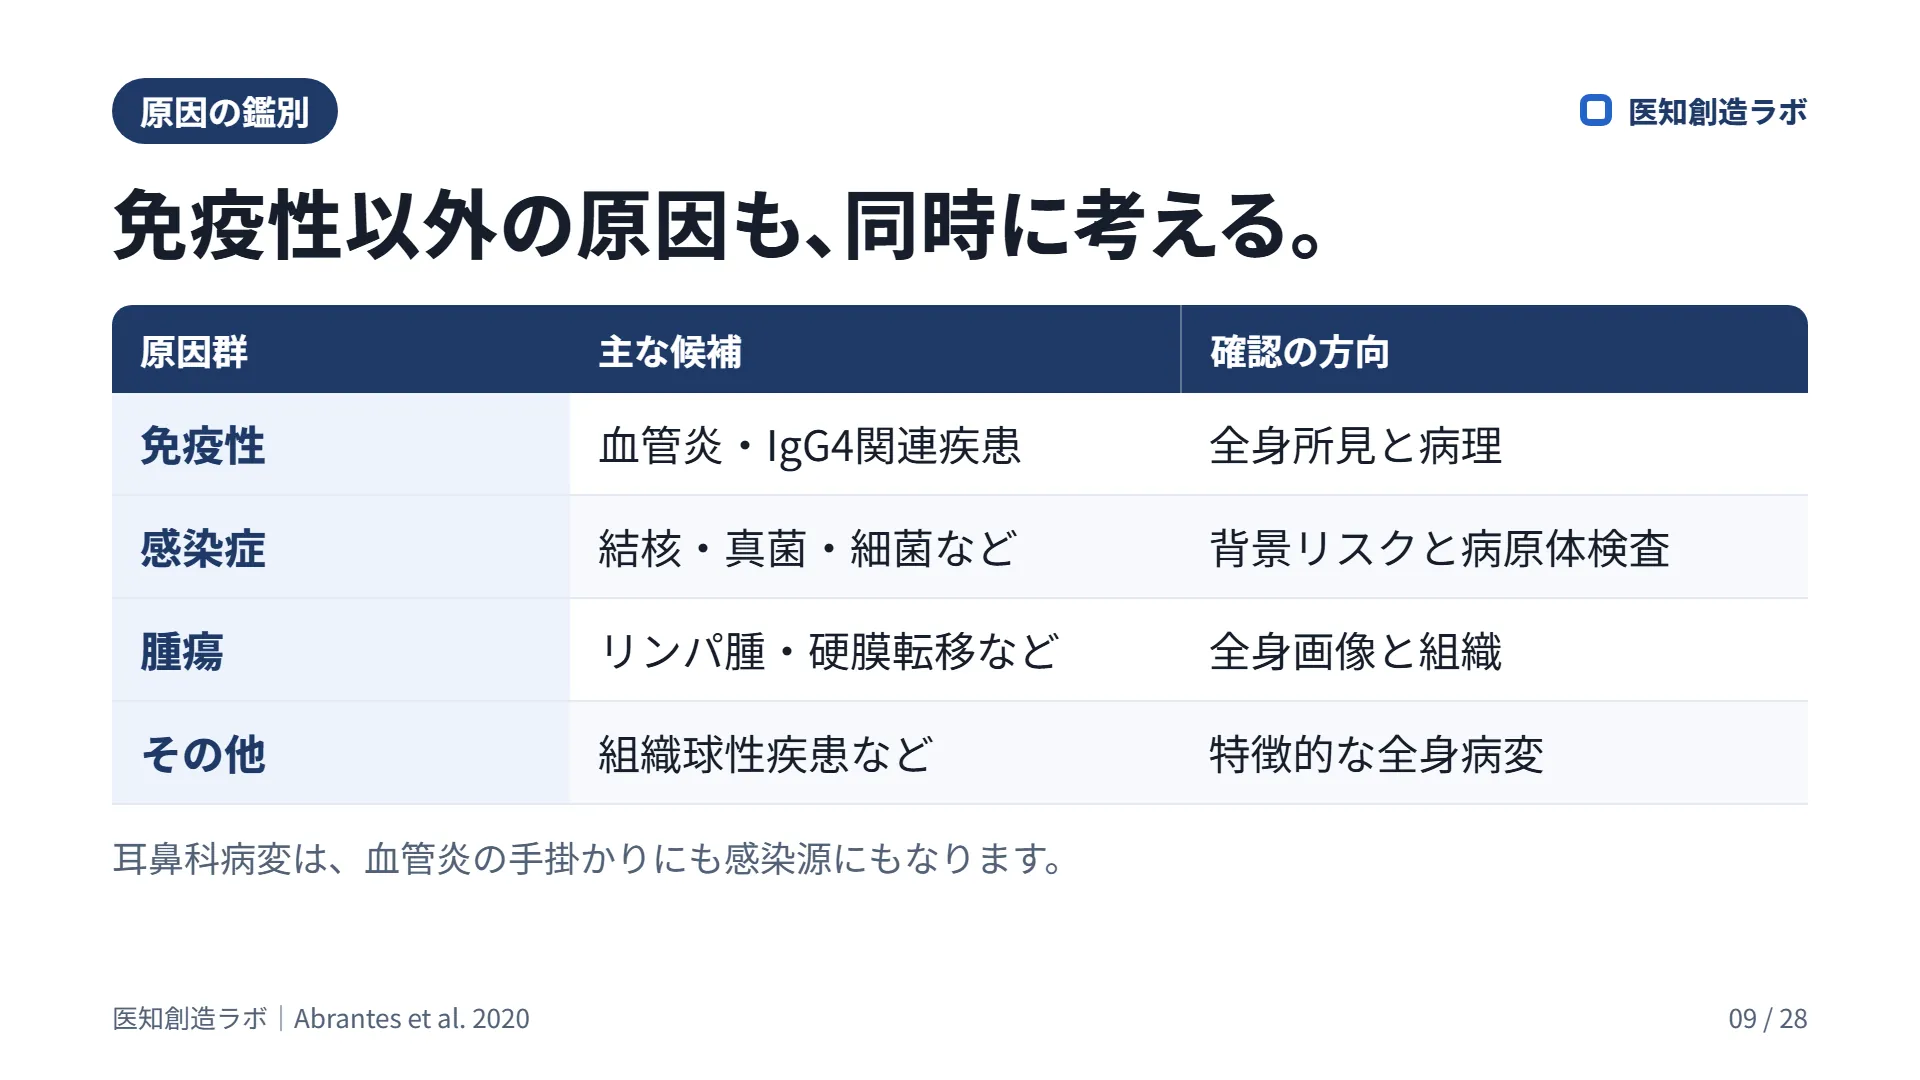 原因の鑑別
医知創造ラボ
免疫性以外の原因も、同時に考える。
原因群 主な候補 確認の方向
免疫性 血管炎・IgG4関連疾患 全身所見と病理
感染症 結核・真菌・細菌など 背景リスクと病原体検査
腫瘍 リンパ腫・硬膜転移など 全身画像と組織
その他 組織球性疾患など 特徴的な全身病変
耳鼻科病変は、血管炎の手掛かりにも感染源にもなります。
医知創造ラボ｜Abrantes et al. 2020
09 / 28